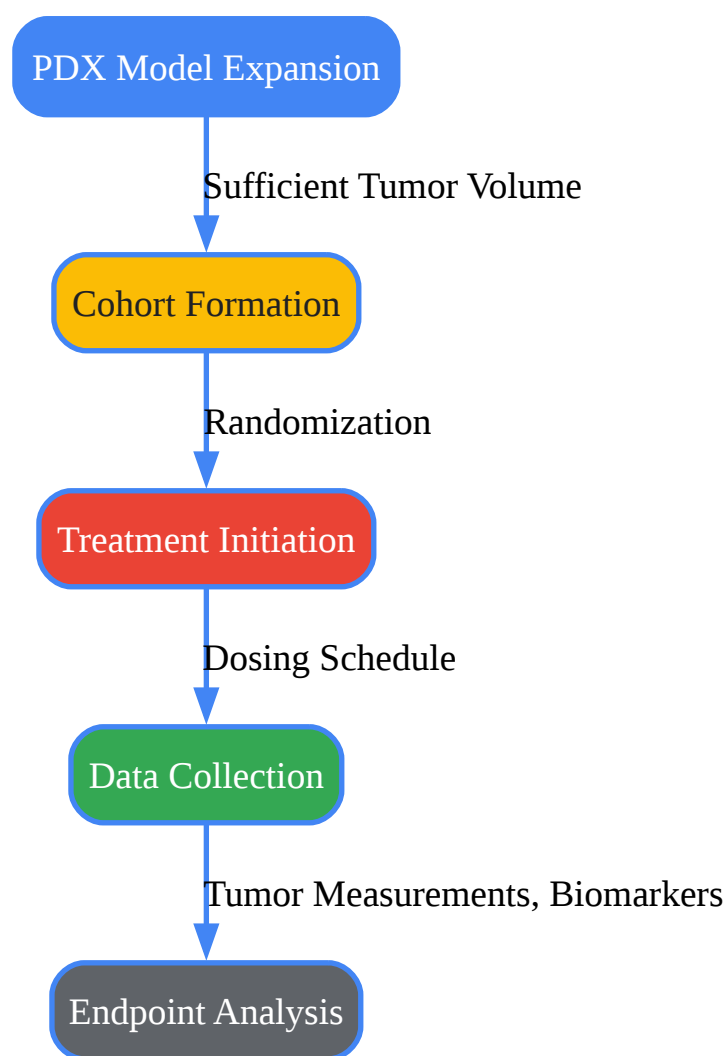 PDX Model Expansion
Sufficient Tumor Volume
Cohort Formation
Randomization
Treatment Initiation
Dosing Schedule
Data Collection
Tumor Measurements, Biomarkers
Endpoint Analysis